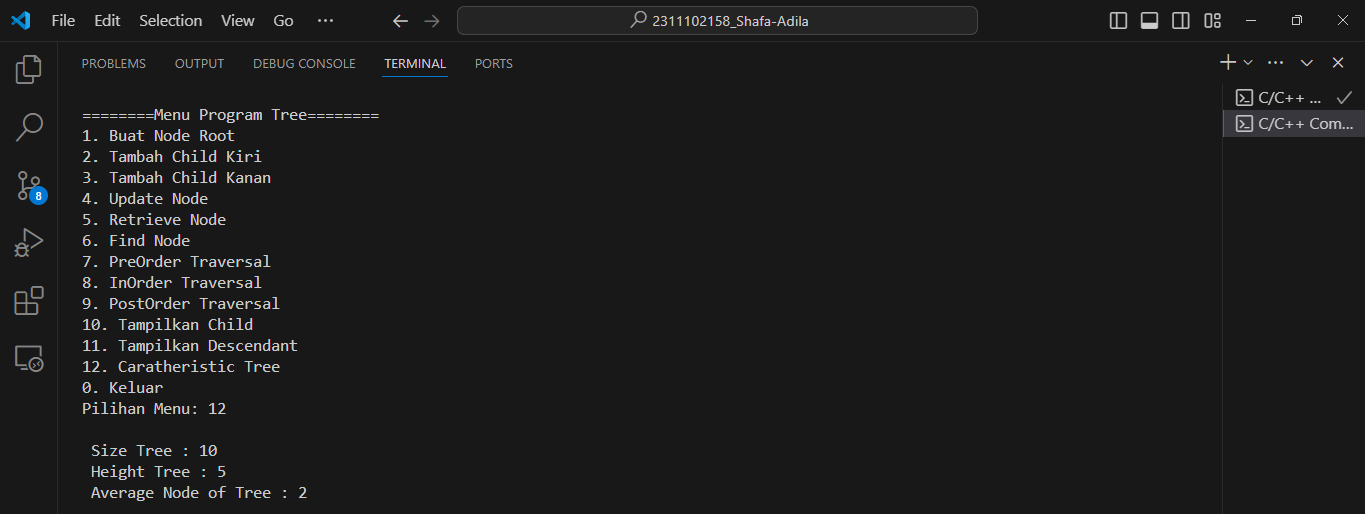 File Edit Selection View Go ··· 2311102158_Shafa-Adila
PROBLEMS OUTPUT DEBUG CONSOLE TERMINAL PORTS
C/C++ ...
C/C++ Com...
8
========Menu Program Tree========
1. Buat Node Root
2. Tambah Child Kiri
3. Tambah Child Kanan
4. Update Node
5. Retrieve Node
6. Find Node
7. PreOrder Traversal
8. InOrder Traversal
9. PostOrder Traversal
10. Tampilkan Child
11. Tampilkan Descendant
12. Caratheristic Tree
0. Keluar
Pilihan Menu: 12
Size Tree : 10
Height Tree : 5
Average Node of Tree : 2